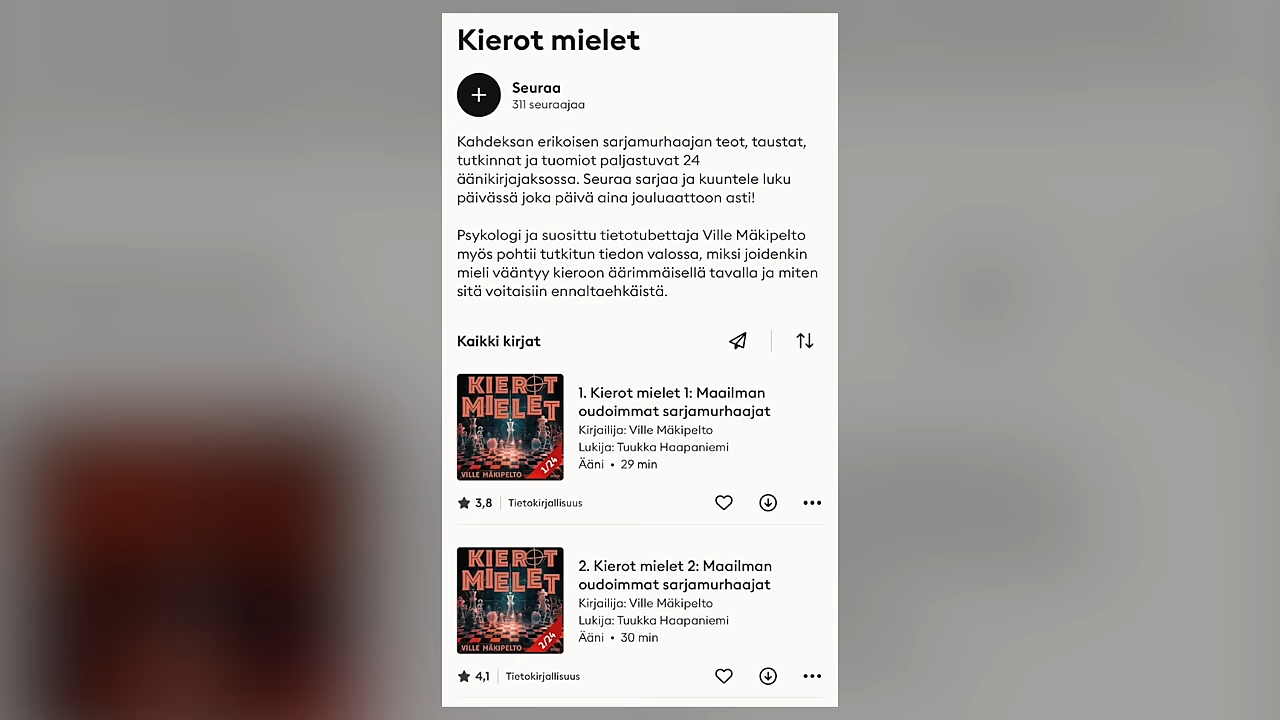 Kierot mielet
Seuraa
311 seuraajaa
Kahdeksan erikoisen sarjamurhaajan teot, taustat,
tutkinnat ja tuomiot paljastuvat 24
äänikirjajaksossa. Seuraa sarjaa ja kuuntele luku
päivässä joka päivä aina jouluaattoon asti!
Psykologi ja suosittu tietotubettaja Ville Mäkipelto
myös pohtii tutkitun tiedon valossa, miksi joidenkin
mieli vääntyy kieroon äärimmäisellä tavalla ja miten
sitä voitaisiin ennaltaehkäistä.
Kaikki kirjat
KIEROT
MIELET
1/24
VILLE MÄKIPELTO
1. Kierot mielet 1: Maailman
oudoimmat sarjamurhaajat
Kirjailija: Ville Mäkipelto
Lukija: Tuukka Haapaniemi
Ääni • 29 min
3,8 Tietokirjallisuus
KIEROT
MIELET
2/24
VILLE MÄKIPELTO
2. Kierot mielet 2: Maailman
oudoimmat sarjamurhaajat
Kirjailija: Ville Mäkipelto
Lukija: Tuukka Haapaniemi
Ääni • 30 min
4,1 Tietokirjallisuus